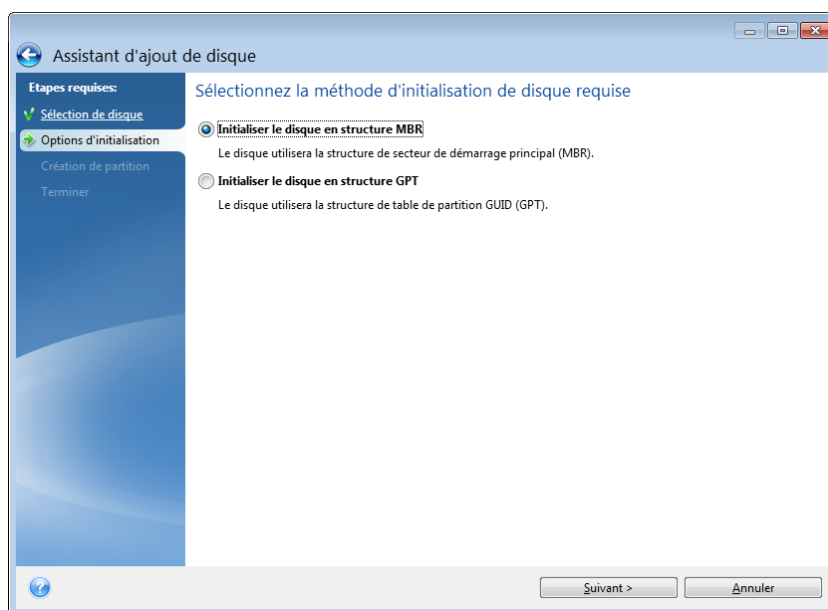 Assistant d'ajout de disque
Etapes requises:
Sélection de disque
Options d'initialisation
Création de partition
Terminer
Sélectionnez la méthode d'initialisation de disque requise
Initialiser le disque en structure MBR
Le disque utilisera la structure de secteur de démarrage principal (MBR).
Initialiser le disque en structure GPT
Le disque utilisera la structure de table de partition GUID (GPT).
Suivant >
Annuler